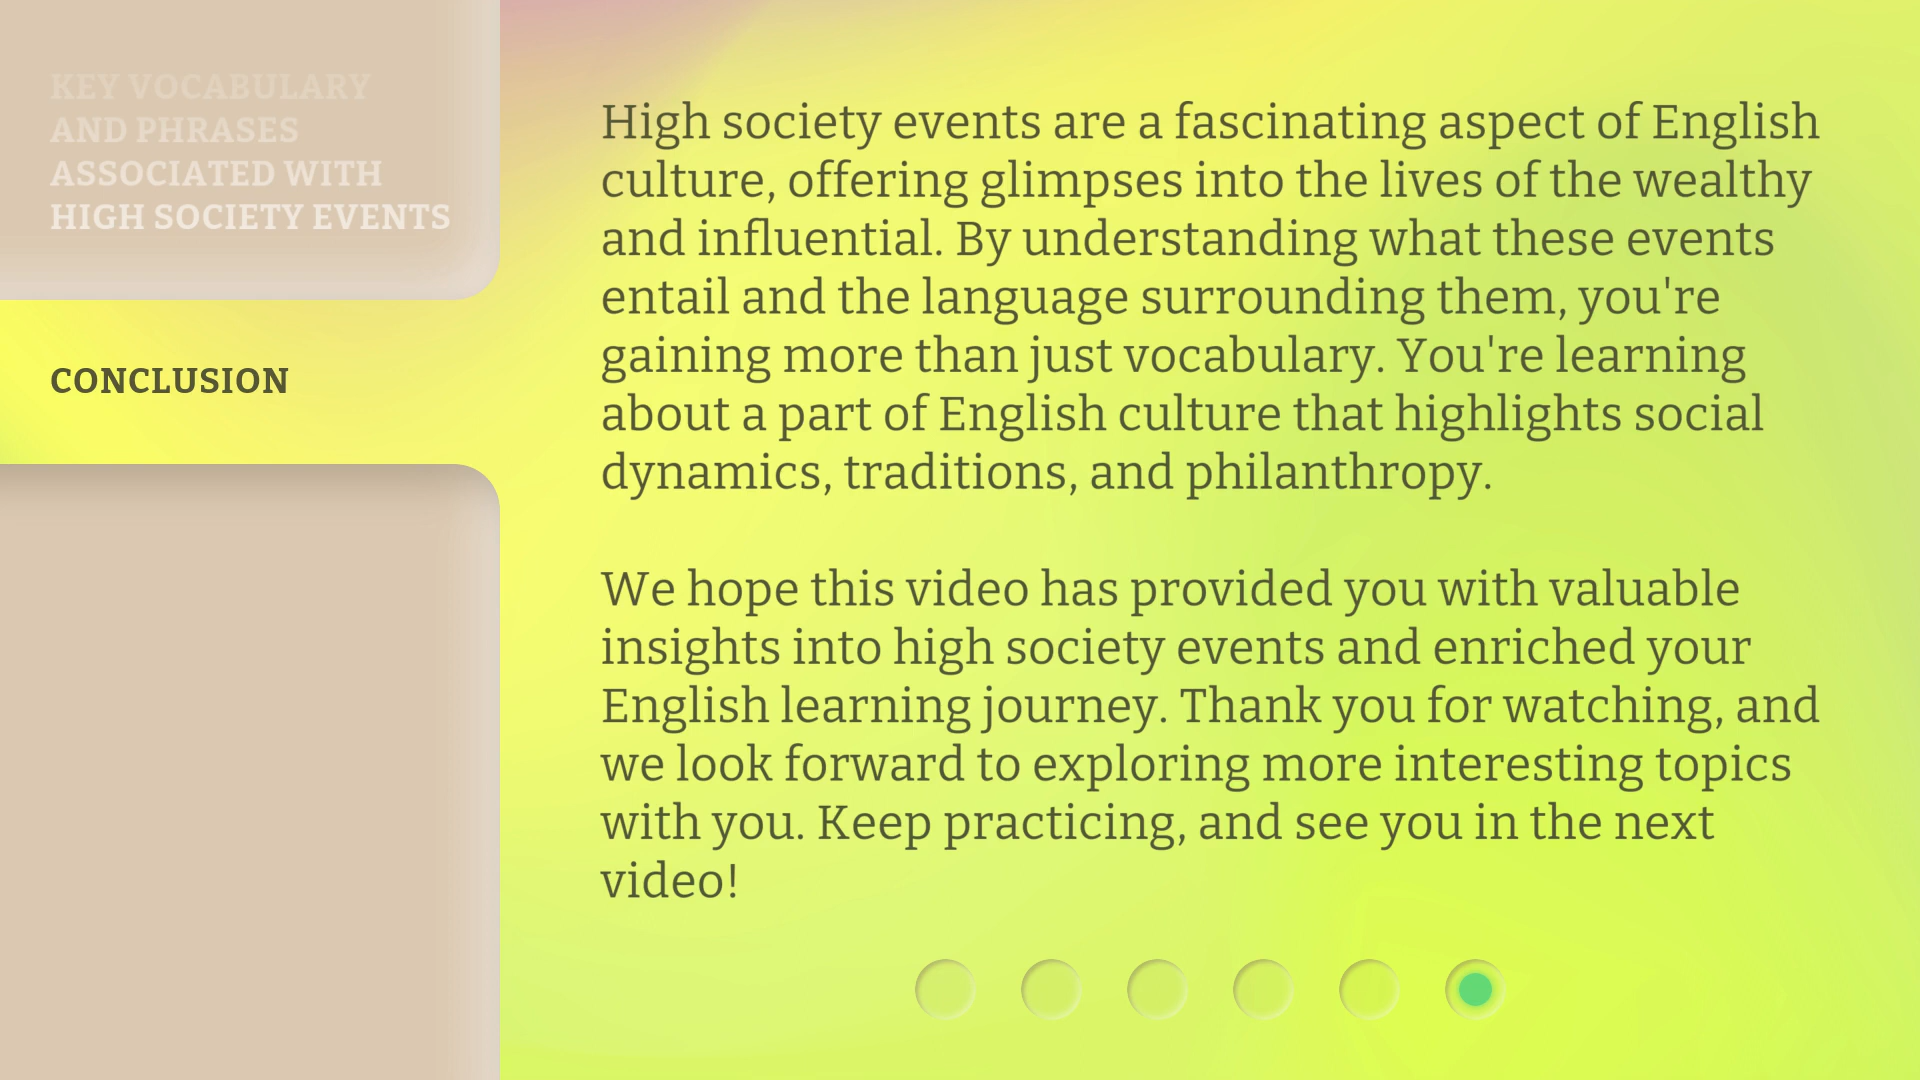 KEY VOCABULARY
AND PHRASES
ASSOCIATED WITH
HIGH SOCIETY EVENTS
CONCLUSION
High society events are a fascinating aspect of English
culture, offering glimpses into the lives of the wealthy
and influential. By understanding what these events
entail and the language surrounding them, you're
gaining more than just vocabulary. You're learning
about a part of English culture that highlights social
dynamics, traditions, and philanthropy.
We hope this video has provided you with valuable
insights into high society events and enriched your
English learning journey. Thank you for watching, and
we look forward to exploring more interesting topics
with you. Keep practicing, and see you in the next
video!